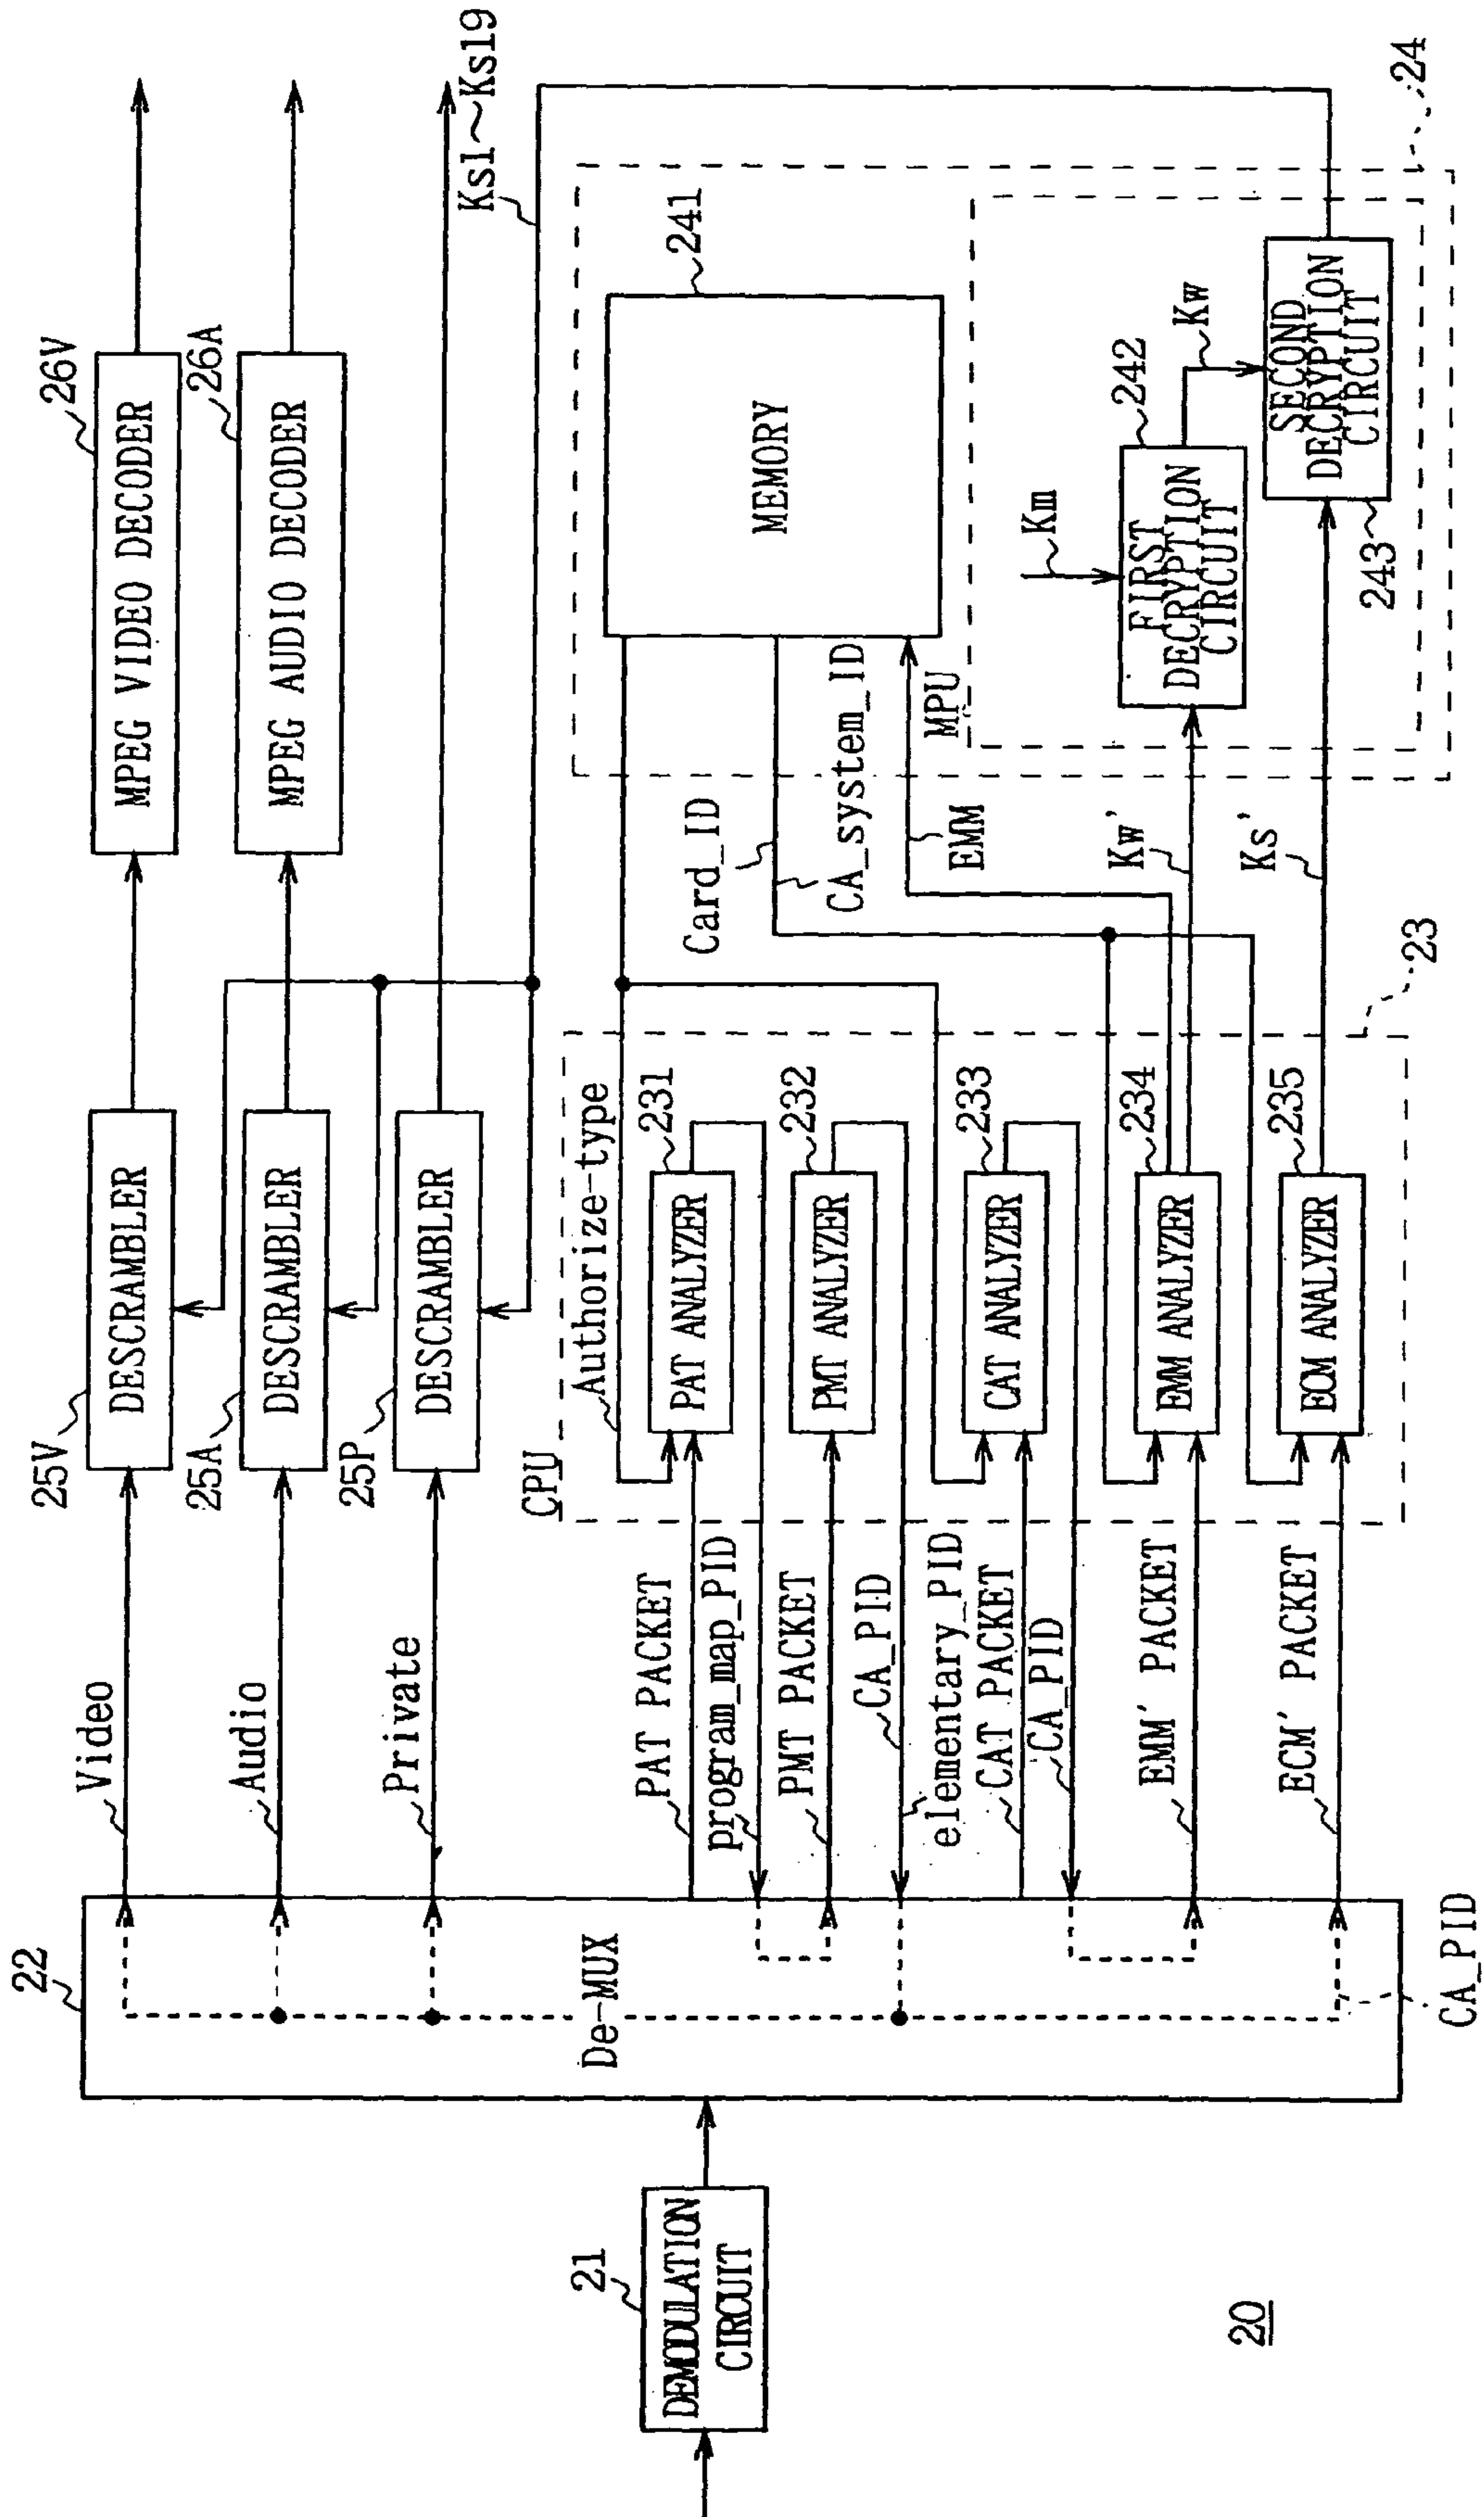 26V
MPEG VIDEO DECODER
26A
MPEG AUDIO DECODER
Ks1~Ks19
25V
DESCRAMBLER
25A
DESCRAMBLER
25P
DESCRAMBLER
Video
Audio
Private
22
De-MUX
21
DEMODULATION
CIRCUIT
20
CPU
Authorize-type
231
PAT ANALYZER
232
PMT ANALYZER
233
CAT ANALYZER
234
EMM ANALYZER
235
ECM ANALYZER
23
PAT PACKET
program_map_PID
PMT PACKET
CA_PID
elementary_PID
CAT PACKET
CA_PID
EMM' PACKET
ECM' PACKET
CA_PID
Card_ID
CA_system_ID
EMM
Kw'
Ks'
241
MEMORY
MPU
Km
242
FIRST
DECRYPTION
CIRCUIT
Kw
SECOND
DECRYPTION
CIRCUIT
243
24